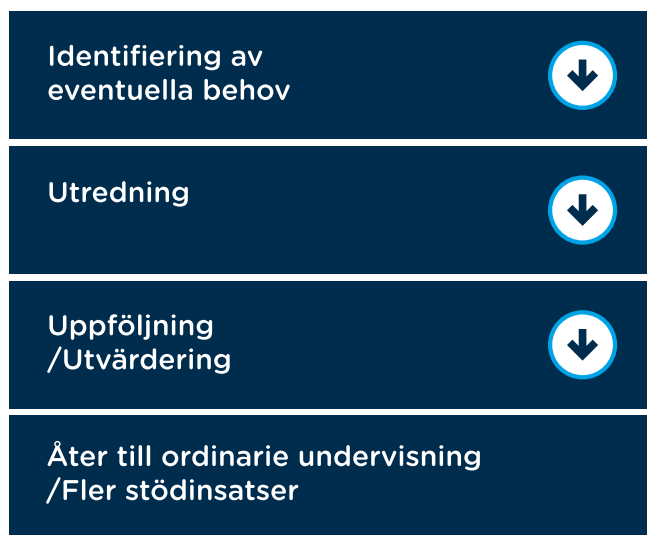 Identifiering av
eventuella behov
Utredning
Uppföljning
/Utvärdering
Åter till ordinarie undervisning
/Fler stödinsatser